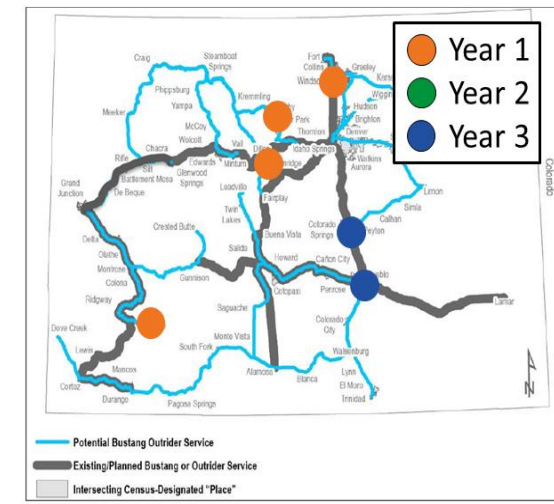 Year 1
Year 2
Year 3
Craig
Steamboat
Springs
Fort
Collins
Greeley
Windsor
Phippsburg
Yampa
Kremmling
Park
Hudson
Brighton
Meeker
McCoy
Wolcott
Vail
Thornton
Denver
Chacra
Rifle
Silt
Edwards
Minturn
Idaho Springs
Watkins
Aurora
Battlement Mesa
De Beque
Glenwood
Springs
Leadville
Grand
Junction
Fairplay
Limon
Simla
Twin
Lakes
Calhan
Peyton
Crested Butte
Colorado
Springs
Delta
Olathe
Montrose
Colona
Buena Vista
Salida
Howard
Cañon City
Gunnison
Cotopaxi
Penrose
Ridgway
Lamar
Saguache
Colorado
City
Dove Creek
Monte Vista
Lewis
South Fork
Walsenburg
Mancos
Alamosa
Blanca
Lynn
El Moro
Trinidad
Cortez
Durango
Pagosa Springs
Colorado
Potential Bustang Outrider Service
Existing/Planned Bustang or Outrider Service
Intersecting Census-Designated "Place"
N